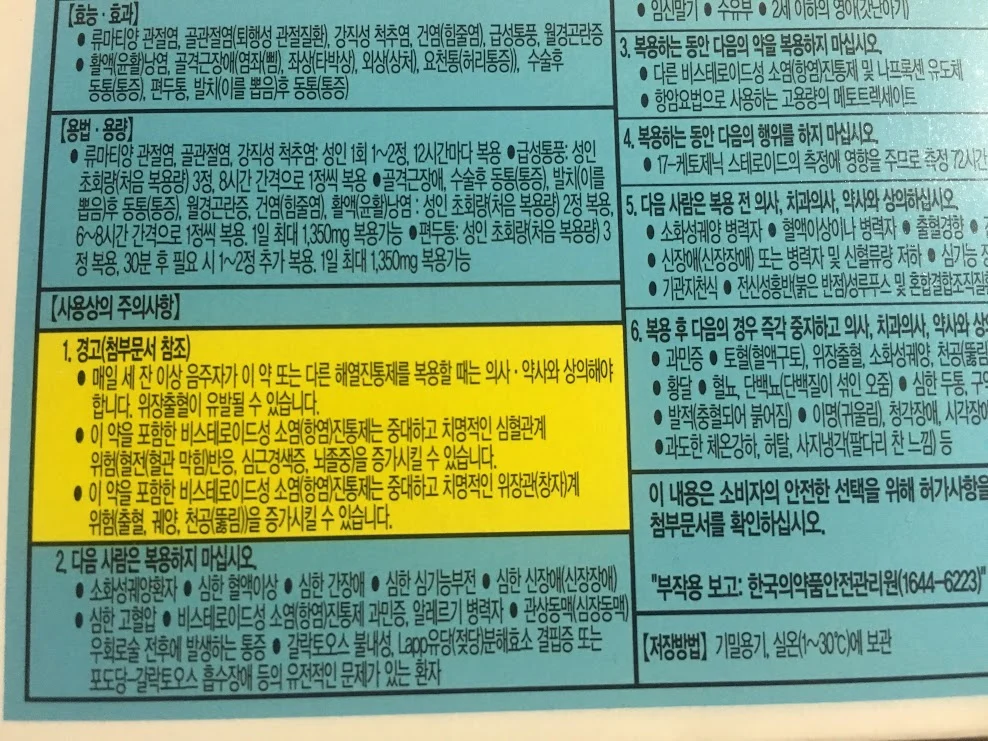 [효능 · 효과]
● 류마티양 관절염, 골관절염(퇴행성 관절질환), 강직성 척추염, 건염(힘줄염), 급성통풍, 월경곤란증
● 활액(윤활)낭염, 골격근장애(염좌(삠), 좌상(타박상), 외상(상처), 요천통(허리통증)), 수술후
동통(통증), 편두통, 발치(이를 뽑음)후 동통(통증)
[용법 · 용량]
● 류마티양 관절염, 골관절염, 강직성 척추염: 성인 1회 1~2정, 12시간마다 복용 ●급성통풍: 성인
초회량(처음 복용량) 3정, 8시간 간격으로 1정씩 복용 ●골격근장애, 수술후 동통(통증), 발치(이를
뽑음)후 동통(통증), 월경곤란증, 건염(힘줄염), 활액(윤활)낭염 : 성인 초회량(처음 복용량) 2정 복용,
6~8시간 간격으로 1정씩 복용. 1일 최대 1,350mg 복용가능 ●편두통: 성인 초회량(처음 복용량) 3
정 복용, 30분 후 필요 시 1~2정 추가 복용. 1일 최대 1,350mg 복용가능
[사용상의 주의사항]
1. 경고(첨부문서 참조)
● 매일 세 잔 이상 음주자가 이 약 또는 다른 해열진통제를 복용할 때는 의사 · 약사와 상의해야
합니다. 위장출혈이 유발될 수 있습니다.
● 이 약을 포함한 비스테로이드성 소염(항염)진통제는 중대하고 치명적인 심혈관계
위험(혈전(혈관 막힘)반응, 심근경색증, 뇌졸중)을 증가시킬 수 있습니다.
● 이 약을 포함한 비스테로이드성 소염(항염)진통제는 중대하고 치명적인 위장관(창자)계
위험(출혈, 궤양, 천공(뚫림))을 증가시킬 수 있습니다.
2. 다음 사람은 복용하지 마십시오.
● 소화성궤양환자 ● 심한 혈액이상 ● 심한 간장애 ● 심한 심기능부전 ● 심한 신장애(신장장애)
● 심한 고혈압 ● 비스테로이드성 소염(항염)진통제 과민증, 알레르기 병력자 ● 관상동맥(심장동맥)
우회로술 전후에 발생하는 통증 ● 갈락토오스 불내성, Lapp유당(젖당)분해효소 결핍증 또는
포도당-갈락토오스 흡수장애 등의 유전적인 문제가 있는 환자
● 임신말기 ● 수유부 ● 2세 이하의 영아(갓난아기)
3. 복용하는 동안 다음의 약을 복용하지 마십시오.
● 다른 비스테로이드성 소염(항염)진통제 및 나프록센 유도체
● 항암요법으로 사용하는 고용량의 메토트렉세이트
4. 복용하는 동안 다음의 행위를 하지 마십시오.
● 17-케토제닉 스테로이드의 측정에 영향을 주므로 측정 72시간
5. 다음 사람은 복용 전 의사, 치과의사, 약사와 상의하십시오.
● 소화성궤양 병력자 ● 혈액이상이나 병력자 ● 출혈경향 ●
● 신장애(신장장애) 또는 병력자 및 신혈류량 저하 ● 심기능
● 기관지천식 ● 전신성홍반(붉은 반점)성루푸스 및 혼합결합조직질환
6. 복용 후 다음의 경우 즉각 중지하고 의사, 치과의사, 약사와 상의
● 과민증 ● 토혈(혈액구토), 위장출혈, 소화성궤양, 천공(뚫림
● 황달 ● 혈뇨, 단백뇨(단백질이 섞인 오줌) ● 심한 두통, 구역
● 발적(충혈되어 붉어짐) ● 이명(귀울림), 청각장애, 시각장애
● 과도한 체온강하, 허탈, 사지냉각(팔다리 찬 느낌) 등
이 내용은 소비자의 안전한 선택을 위해 허가사항을
첨부문서를 확인하십시오.
"부작용 보고: 한국의약품안전관리원(1644-6223)"
[저장방법] 기밀용기, 실온(1~30℃)에 보관